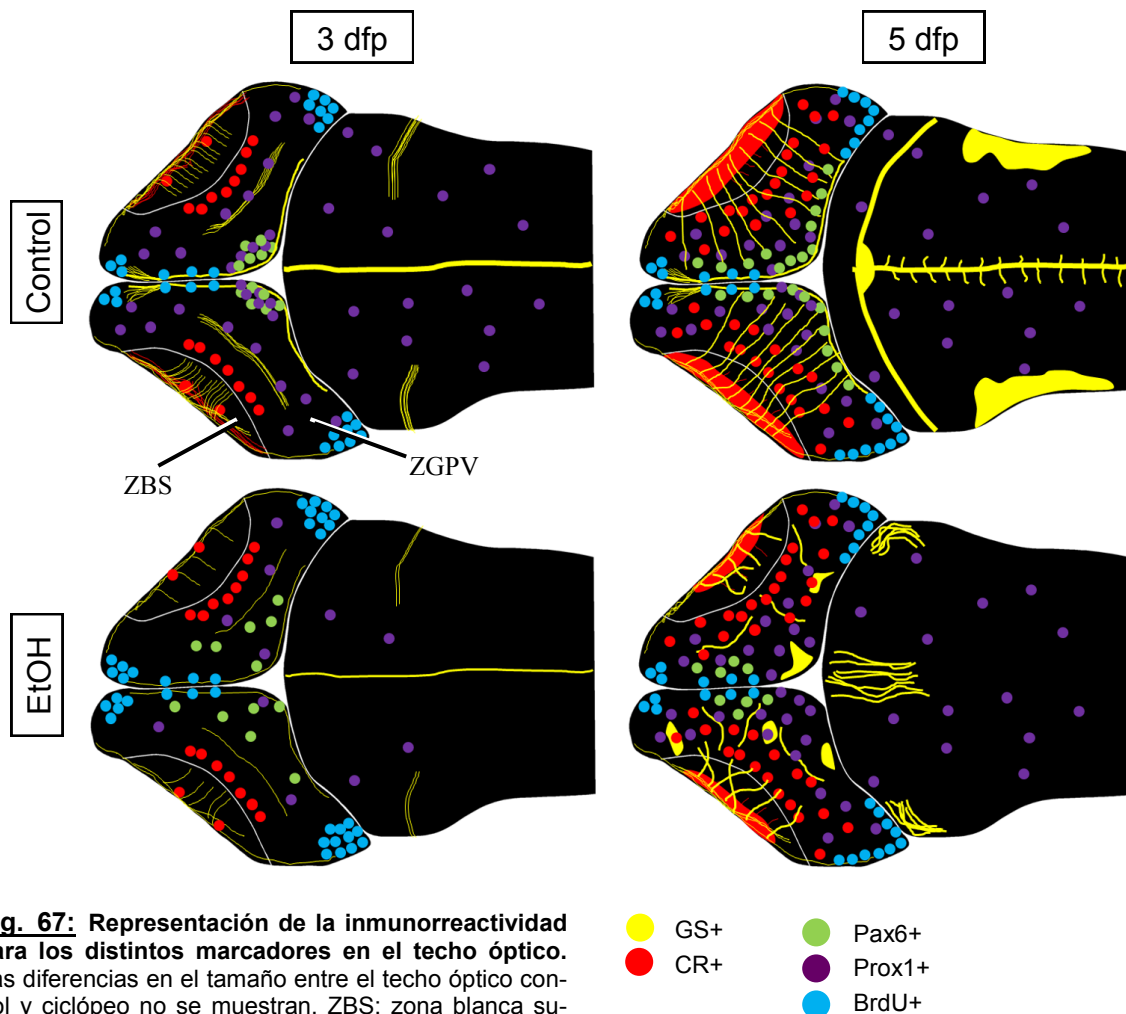 3 dfp
5 dfp
Control
ZBS
ZGPV
EtOH
g. 67: Representación de la inmunorreactividad
ara los distintos marcadores en el techo óptico.
as diferencias en el tamaño entre el techo óptico con-
ol y ciclópeo no se muestran. ZBS: zona blanca su-
GS+
CR+
Pax6+
Prox1+
BrdU+